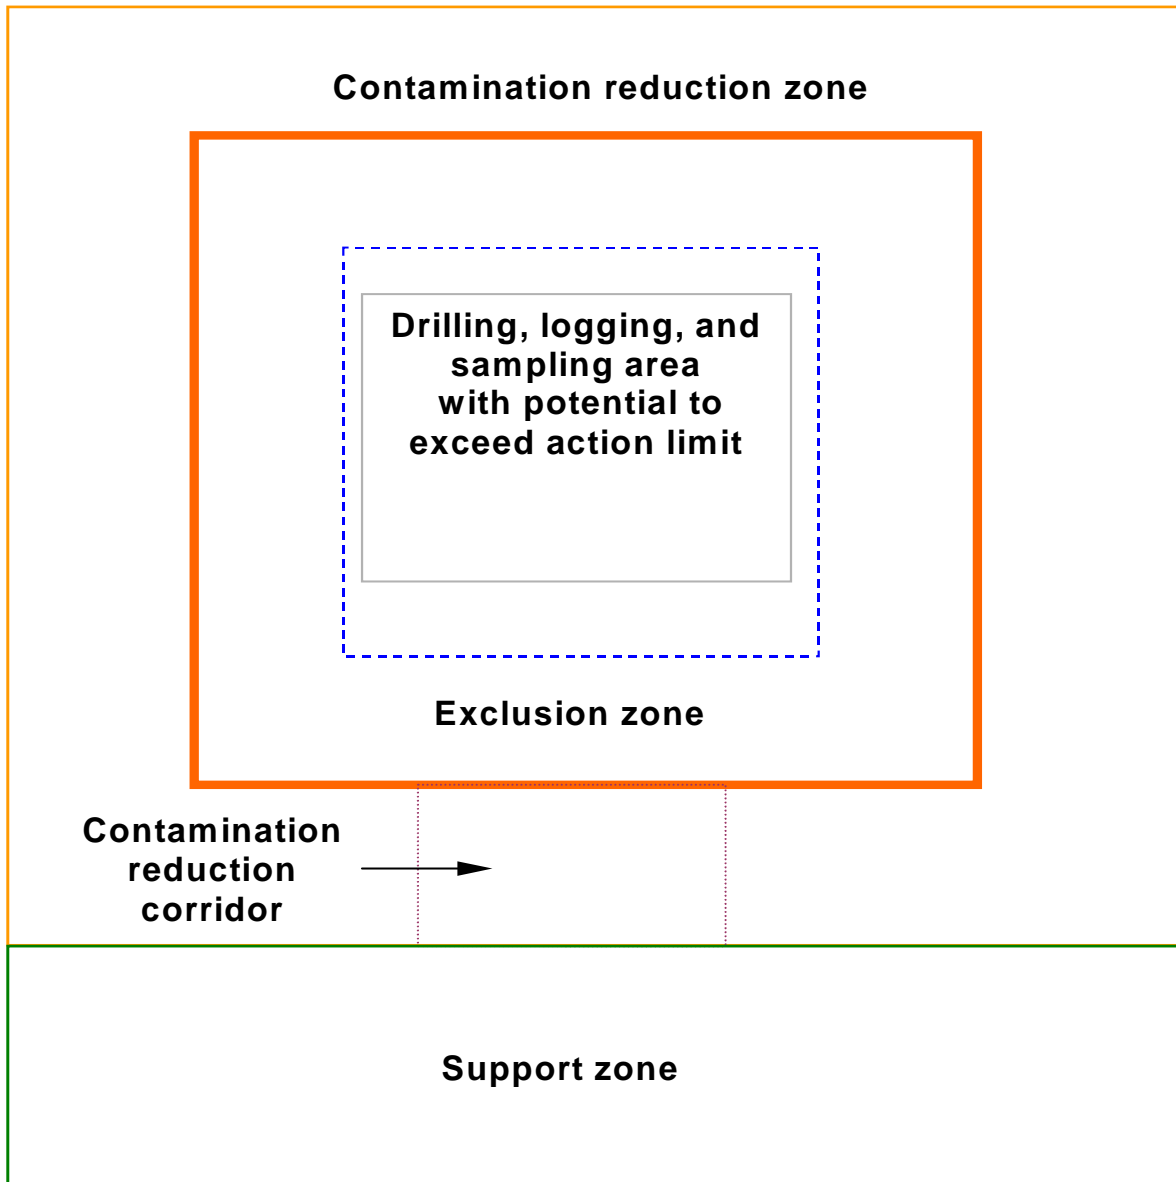 Contamination reduction zone
Drilling, logging, and
sampling area
with potential to
exceed action limit
Exclusion zone
Contamination
reduction
corridor
Support zone